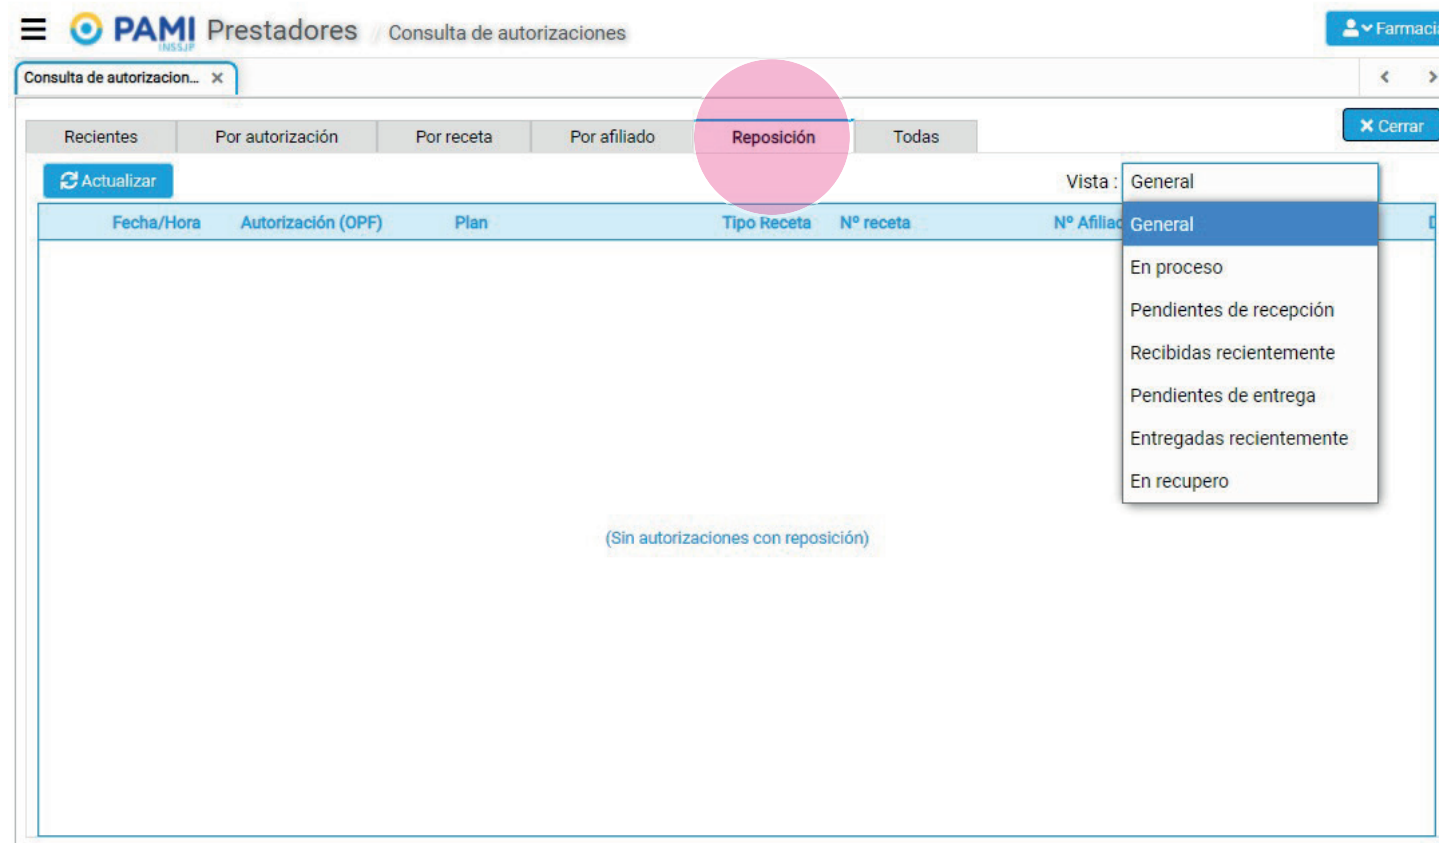 PAMI Prestadores / Consulta de autorizaciones
INSSJP
Farmacia
Consulta de autorizacion... ×
Recientes Por autorización Por receta Por afiliado Reposición Todas
× Cerrar
Actualizar
Vista : General
Fecha/Hora Autorización (OPF) Plan Tipo Receta Nº receta Nº Afiliad
General
En proceso
Pendientes de recepción
Recibidas recientemente
Pendientes de entrega
Entregadas recientemente
En recupero
(Sin autorizaciones con reposición)